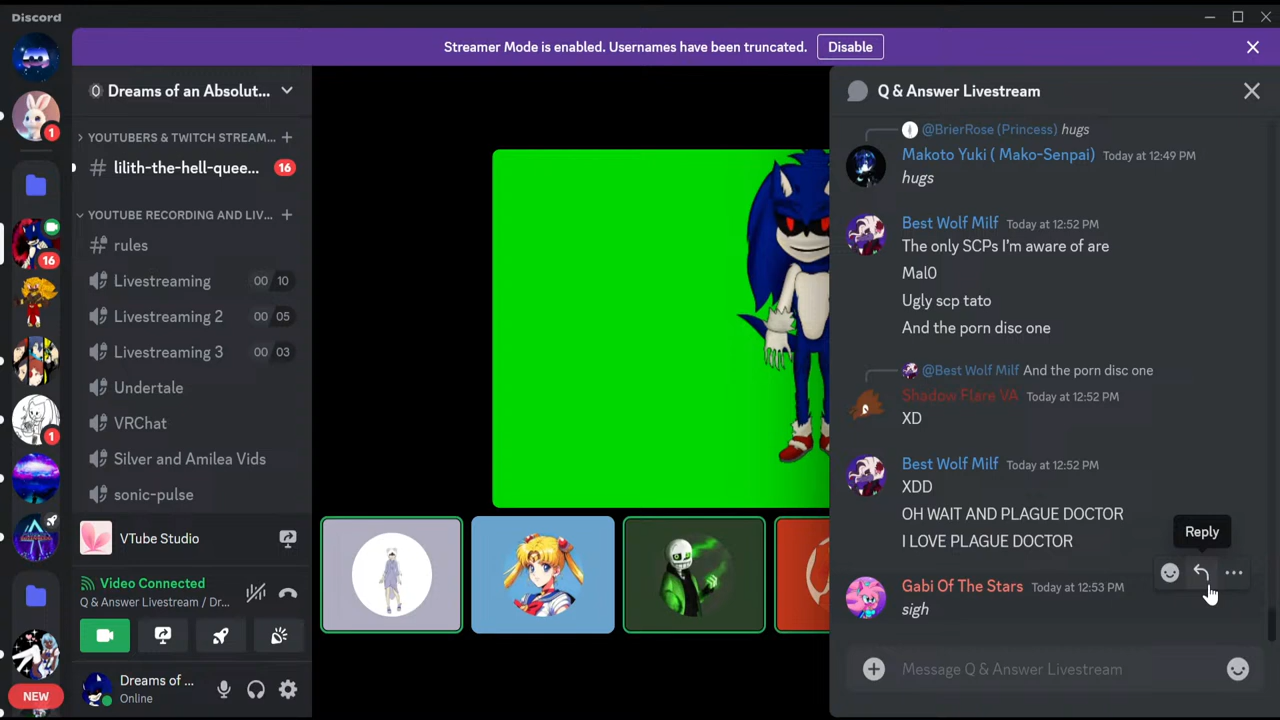 Discord
Streamer Mode is enabled. Usernames have been truncated.
Disable
Dreams of an Absolut...
YOUTUBERS & TWITCH STREAM...
lilith-the-hell-quee...
16
YOUTUBE RECORDING AND LIV...
rules
Livestreaming
00 10
Livestreaming 2
00 05
Livestreaming 3
00 03
Undertale
VRChat
Silver and Amilea Vids
sonic-pulse
VTube Studio
Video Connected
Q & Answer Livestream / Dr...
Dreams of ...
Online
1
16
1
NEW
Q & Answer Livestream
@BrierRose (Princess) hugs
Makoto Yuki ( Mako-Senpai) Today at 12:49 PM
hugs
Best Wolf Milf Today at 12:52 PM
The only SCPs I'm aware of are
Mal0
Ugly scp tato
And the porn disc one
@Best Wolf Milf And the porn disc one
Shadow Flare VA Today at 12:52 PM
XD
Best Wolf Milf Today at 12:52 PM
XDD
OH WAIT AND PLAGUE DOCTOR
I LOVE PLAGUE DOCTOR
Reply
Gabi Of The Stars Today at 12:53 PM
sigh
Message Q & Answer Livestream